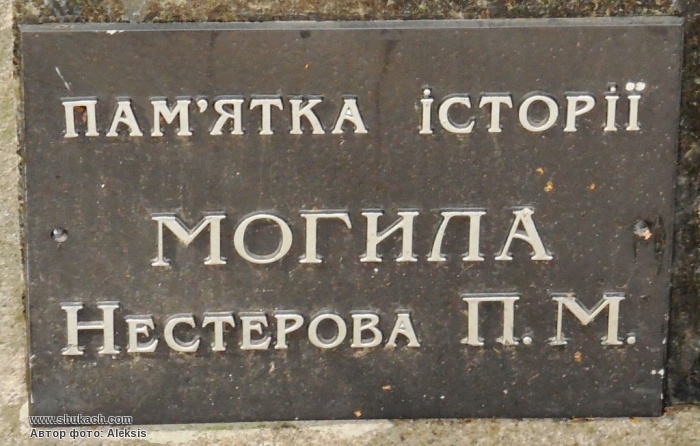 ПАМ'ЯТКА ІСТОРІЇ
МОГИЛА
НЕСТЕРОВА П.М.
www.shukach.com
Автор фото: Aleksis